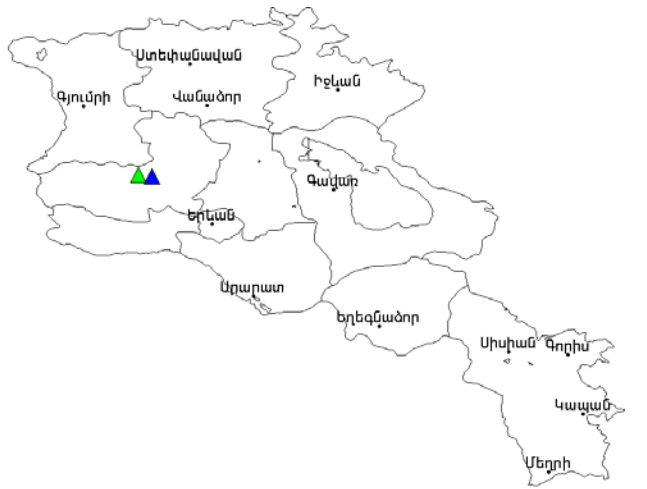 Ստեփանավան
Իջևան
Գյումրի
Վանաձոր
Գավառ
Երևան
Արարատ
Եղեգնաձոր
Սիսիան
Գորիս
Կապան
Մեղրի